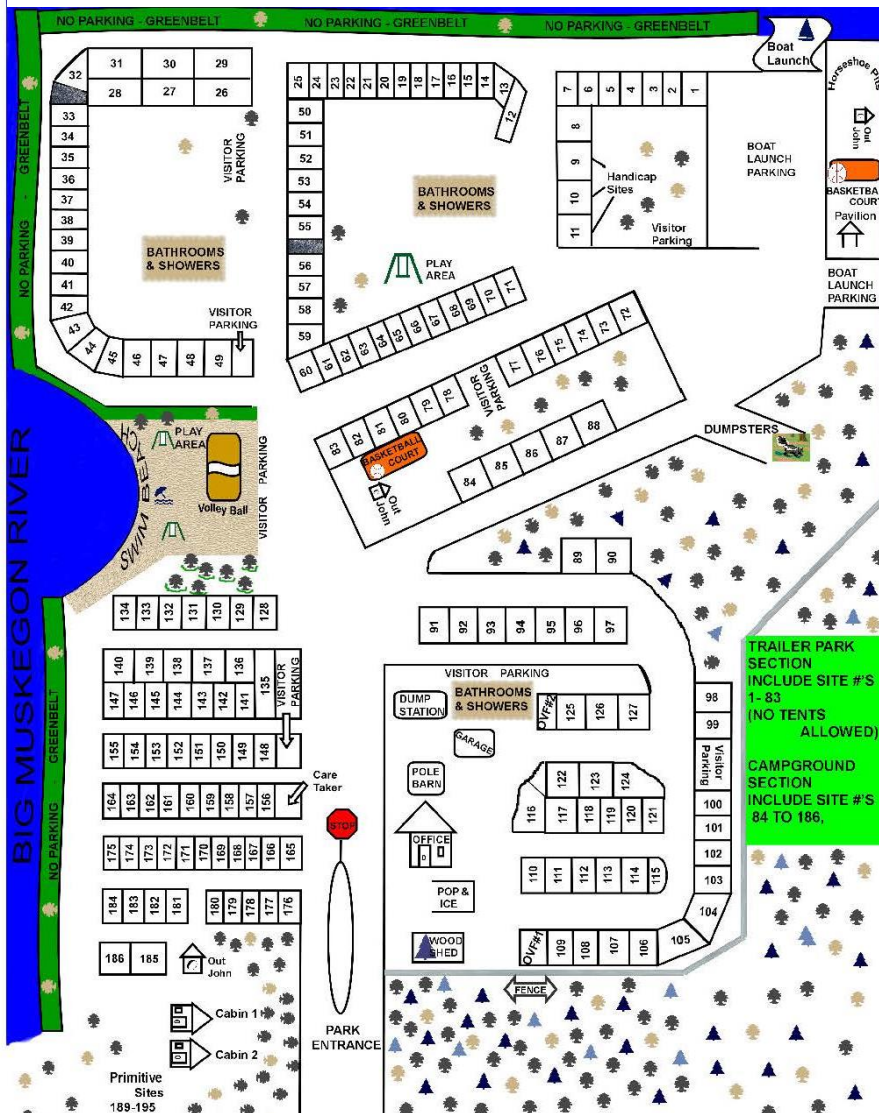 NO PARKING - GREENBELT
NO PARKING - GREENBELT
NO PARKING - GREENBELT
Boat
Launch
Horseshoe Pits
Out
John
BASKETBALL
COURT
Pavilion
BOAT
LAUNCH
PARKING
BOAT
LAUNCH
PARKING
31 30 29
32
28 27 26
33
34
35
36
37
38
39
40
41
42
43
44
45
46 47 48 49
VISITOR
PARKING
BATHROOMS
& SHOWERS
VISITOR
PARKING
NO PARKING - GREENBELT
25 24 23 22 21 20 19 18 17 16 15 14 13
12
50
51
52
53
54
55
56
57
58
59
BATHROOMS
& SHOWERS
PLAY
AREA
60 61 62 63 64 65 66 67 68 69 70 71
7 6 5 4 3 2 1
8
9
10
11
Handicap
Sites
Visitor
Parking
83 82 81 80 79 78
VISITOR
PARKING
77 76 75 74 73 72
BASKETBALL
COURT
Out
John
84 85 86 87 88
DUMPSTERS
BIG MUSKEGON RIVER
SWIM BEACH
PLAY
AREA
Volley Ball
VISITOR PARKING
89 90
91 92 93 94 95 96 97
134 133 132 131 130 129 128
140 139 138 137 136
135
147 146 145 144 143 142 141
VISITOR
PARKING
155 154 153 152 151 150 149 148
Care
Taker
164 163 162 161 160 159 158 157 156
175 174 173 172 171 170 169 168 167 166 165
184 183 182 181
180 179 178 177 176
186 185
Out
John
Cabin 1
Cabin 2
Primitive
Sites
189-195
NO PARKING - GREENBELT
STOP
PARK
ENTRANCE
VISITOR PARKING
DUMP
STATION
BATHROOMS
& SHOWERS
GARAGE
POLE
BARN
OFFICE
POP &
ICE
WOOD
SHED
OVF#2 125 126 127
122 123 124
116 117 118 119 120 121
110 111 112 113 114 115
OVF#1 109 108 107 106 105
104
98
99
Visitor
Parking
100
101
102
103
FENCE
TRAILER PARK
SECTION
INCLUDE SITE #'S
1- 83
(NO TENTS
ALLOWED)
CAMPGROUND
SECTION
INCLUDE SITE #'S
84 TO 186,